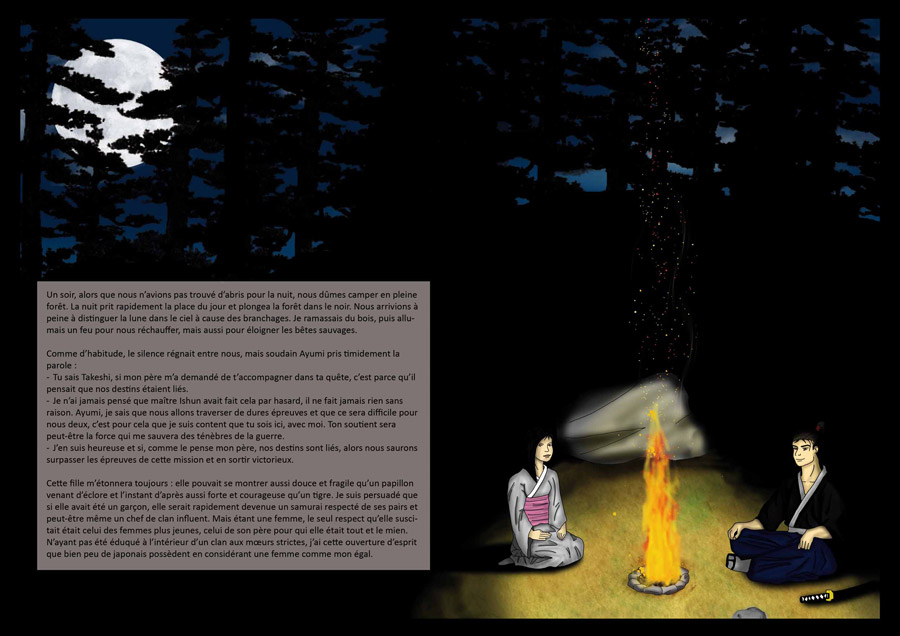 Un soir, alors que nous n'avions pas trouvé d'abris pour la nuit, nous dûmes camper en pleine
forêt. La nuit prit rapidement la place du jour et plongea la forêt dans le noir. Nous arrivions à
peine à distinguer la lune dans le ciel à cause des branchages. Je ramassais du bois, puis allu-
mais un feu pour nous réchauffer, mais aussi pour éloigner les bêtes sauvages.
Comme d'habitude, le silence régnait entre nous, mais soudain Ayumi pris timidement la
parole :
- Tu sais Takeshi, si mon père m'a demandé de t'accompagner dans ta quête, c'est parce qu'il
pensait que nos destins étaient liés.
- Je n'ai jamais pensé que maître Ishun avait fait cela par hasard, il ne fait jamais rien sans
raison. Ayumi, je sais que nous allons traverser de dures épreuves et que ce sera difficile pour
nous deux, c'est pour cela que je suis content que tu sois ici, avec moi. Ton soutient sera
peut-être la force qui me sauvera des ténèbres de la guerre.
- J'en suis heureuse et si, comme le pense mon père, nos destins sont liés, alors nous saurons
surpasser les épreuves de cette mission et en sortir victorieux.
Cette fille m'étonnera toujours : elle pouvait se montrer aussi douce et fragile qu'un papillon
venant d'éclore et l'instant d'après aussi forte et courageuse qu'un tigre. Je suis persuadé que
si elle avait été un garçon, elle serait rapidement devenue un samurai respecté de ses pairs et
peut-être même un chef de clan influent. Mais étant une femme, le seul respect qu'elle susci-
tait était celui des femmes plus jeunes, celui de son père pour qui elle était tout et le mien.
N'ayant pas été éduqué à l'intérieur d'un clan aux mœurs strictes, j'ai cette ouverture d'esprit
que bien peu de japonais possèdent en considérant une femme comme mon égal.